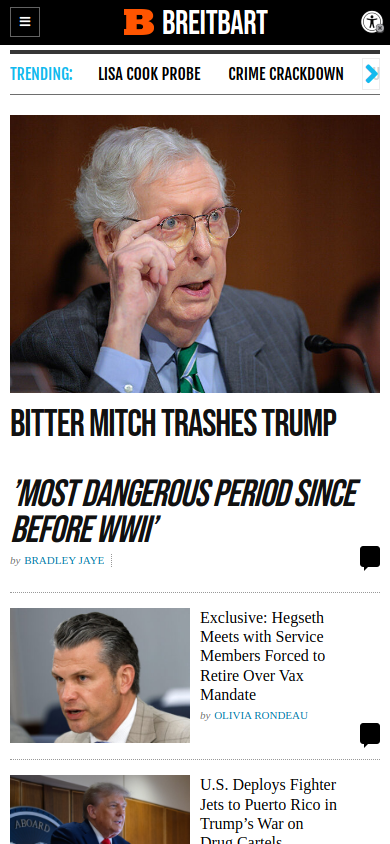 BREITBART
TRENDING:
LISA COOK PROBE
CRIME CRACKDOWN
BITTER MITCH TRASHES TRUMP
'MOST DANGEROUS PERIOD SINCE
BEFORE WWII'
by BRADLEY JAYE
Exclusive: Hegseth
Meets with Service
Members Forced to
Retire Over Vax
Mandate
by OLIVIA RONDEAU
ABOARD
U.S. Deploys Fighter
Jets to Puerto Rico in
Trump’s War on
Drug Cartels